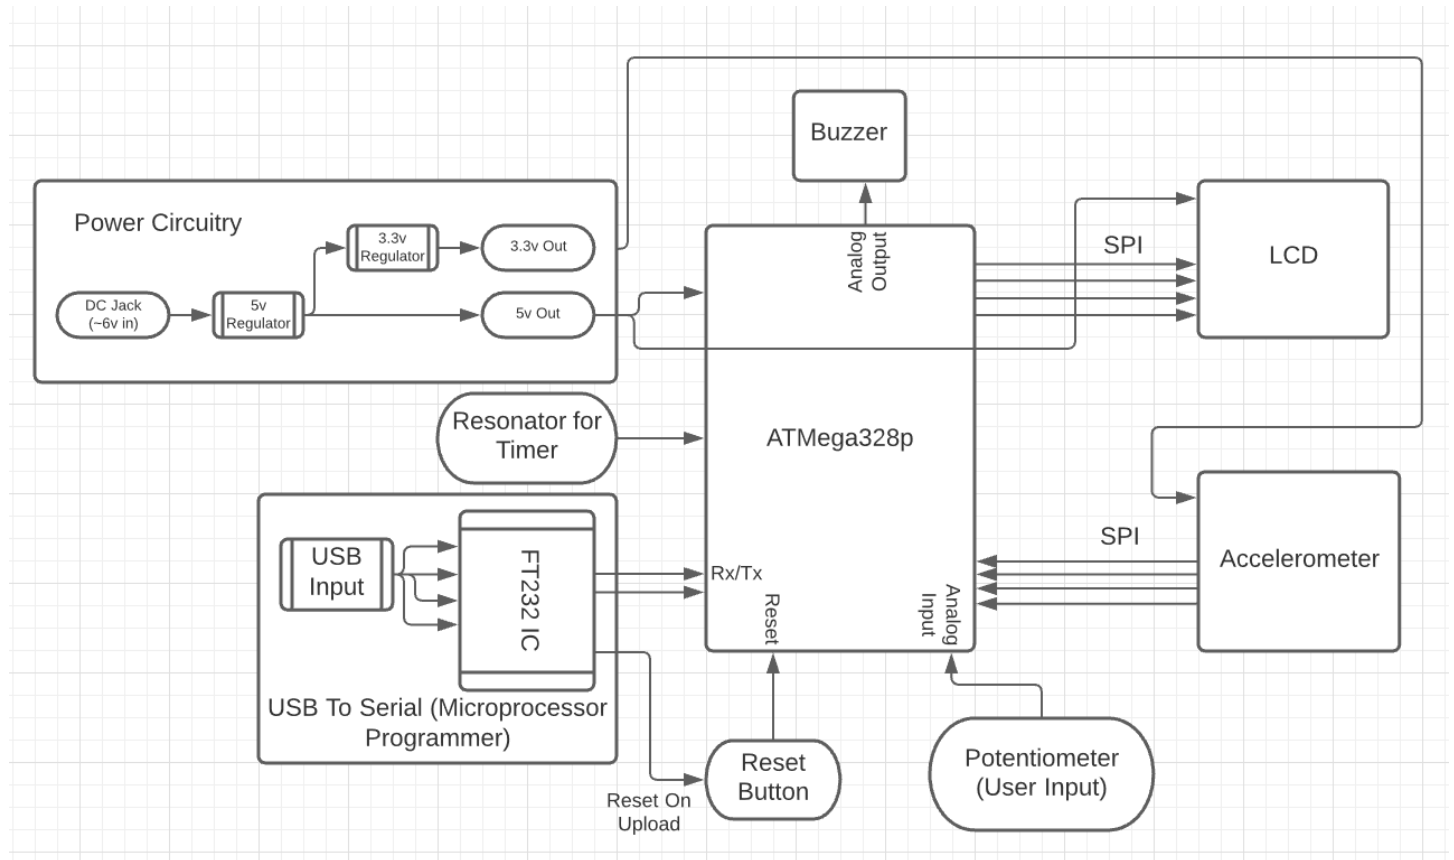 Buzzer
Power Circuitry
3.3v
Regulator
3.3v Out
DC Jack
(~6v in)
5v
Regulator
5v Out
Analog
Output
SPI
LCD
Resonator for
Timer
ATMega328p
USB
Input
FT232 IC
Rx/Tx
Reset
Analog
Input
SPI
Accelerometer
USB To Serial (Microprocessor
Programmer)
Reset On
Upload
Reset
Button
Potentiometer
(User Input)